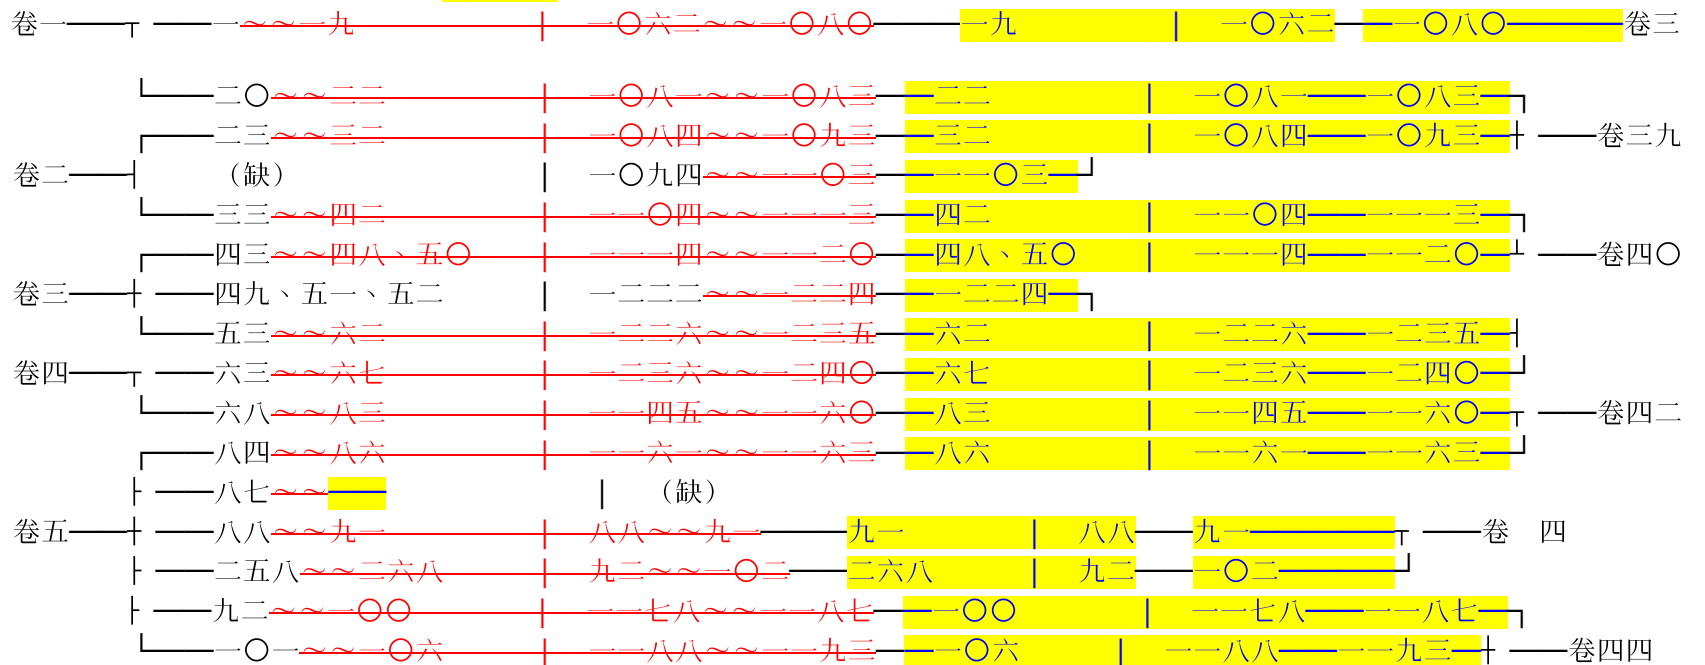 卷一——┬ ——一~~一九 | 一〇六二~~一〇八〇——一九 | 一〇六二——一〇八〇————卷三
└——二〇~~二二 | 一〇八一~~一〇八三——二二 | 一〇八一——一〇八三—┐
┌——二三~~三二 | 一〇八四~~一〇九三——三二 | 一〇八四——一〇九三—┼ ——卷三九
卷二——┤ (缺) | 一〇九四~~一一〇三——一一〇三—┘
└——三三~~四二 | 一一〇四~~一一一三——四二 | 一一〇四——一一一三—┐
┌——四三~~四八、五〇 | 一一一四~~一一二〇——四八、五〇 | 一一一四——一一二〇—┴ ——卷四〇
卷三——┼ ——四九、五一、五二 | 一二二二~~一二二四——一二二四—┐
└——五三~~六二 | 一二二六~~一二三五——六二 | 一二二六——一二三五—┤
卷四——┬ ——六三~~六七 | 一二三六~~一二四〇——六七 | 一二三六——一二四〇—┘
└——六八~~八三 | 一一四五~~一一六〇——八三 | 一一四五——一一六〇—┬ ——卷四二
┌——八四~~八六 | 一一六一~~一一六三——八六 | 一一六一——一一六三—┘
├ ——八七~~—— | (缺)
卷五——┼ ——八八~~九一 | 八八~~九一——九一 | 八八——九一—————┬ ——卷 四
├ ——二五八~~二六八 | 九二~~一〇二——二六八 | 九二——一〇二————┘
├ ——九二~~一〇〇 | 一一七八~~一一八七——一〇〇 | 一一七八——一一八七—┐
└——一〇一~~一〇六 | 一一八八~~一一九三——一〇六 | 一一八八——一一九三—┼ ——卷四四